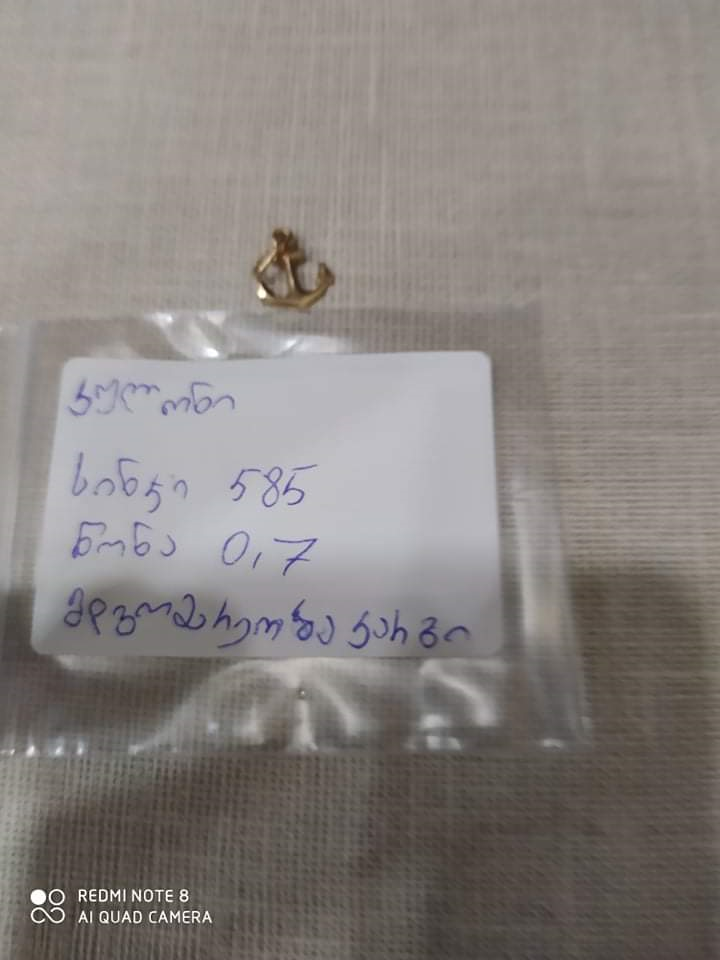 კულონი
სინჯი 585
წონა 0,7
მდგომარეობა კარგი
REDMI NOTE 8
AI QUAD CAMERA